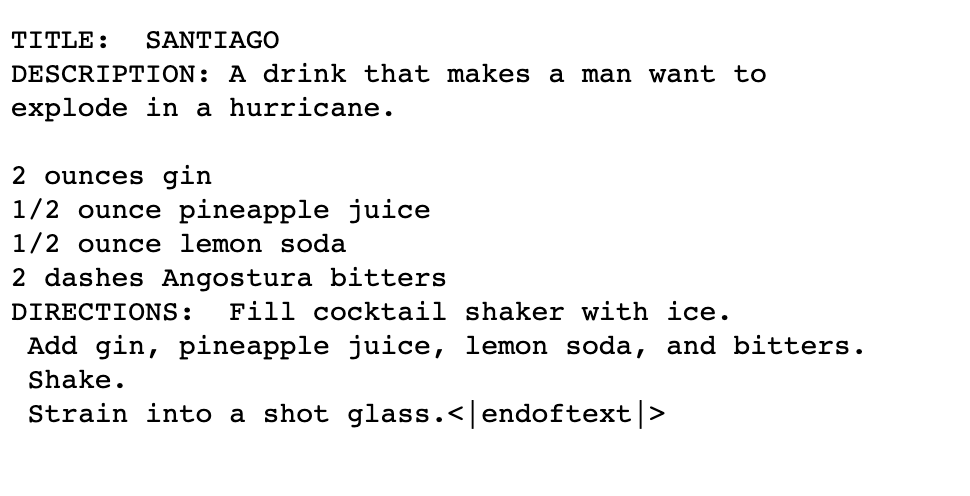 TITLE:  SANTIAGO
DESCRIPTION: A drink that makes a man want to
explode in a hurricane.

2 ounces gin
1/2 ounce pineapple juice
1/2 ounce lemon soda
2 dashes Angostura bitters
DIRECTIONS:  Fill cocktail shaker with ice.
 Add gin, pineapple juice, lemon soda, and bitters.
 Shake.
 Strain into a shot glass.<|endoftext|>